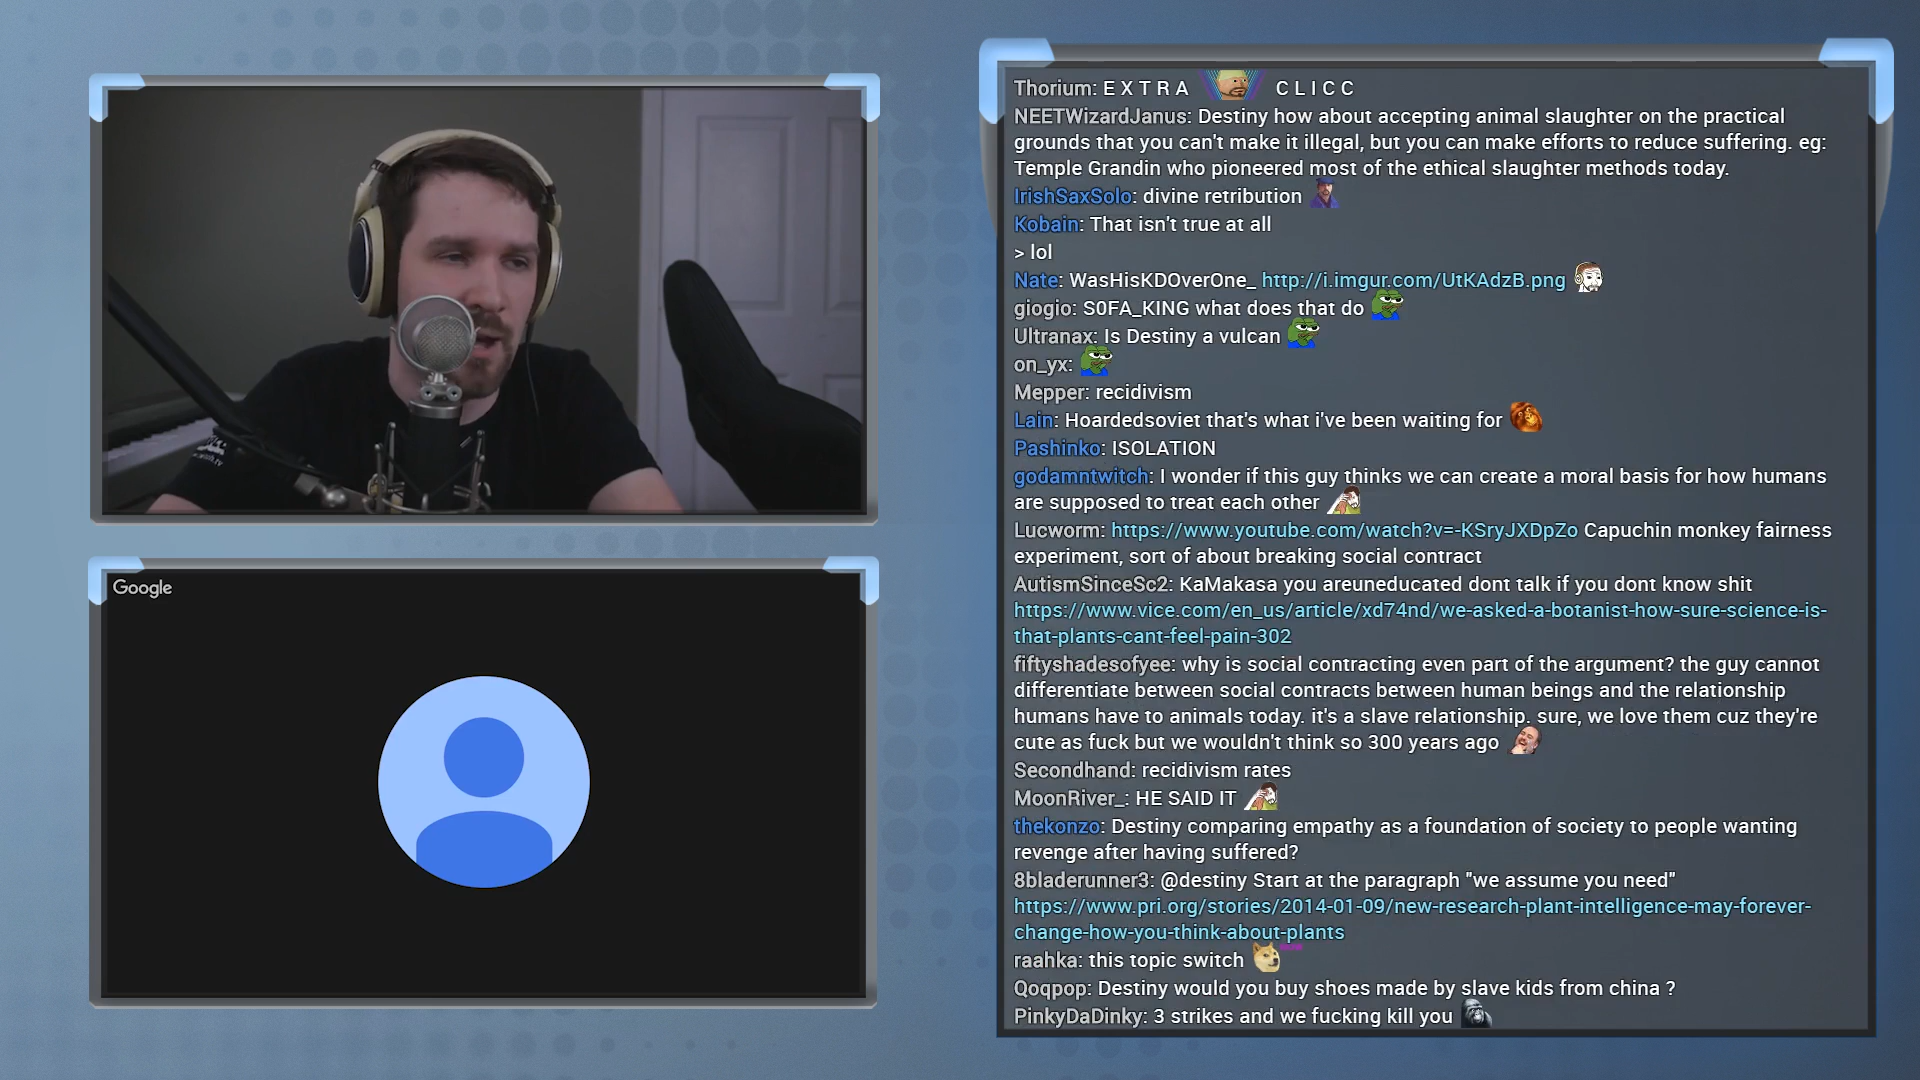 Google
Thorium: E X T R A C L I C C
NEETWizardJanus: Destiny how about accepting animal slaughter on the practical
grounds that you can't make it illegal, but you can make efforts to reduce suffering. eg:
Temple Grandin who pioneered most of the ethical slaughter methods today.
IrishSaxSolo: divine retribution
Kobain: That isn't true at all
> lol
Nate: WasHisKDOverOne_ http://i.imgur.com/UtKAdzB.png
giogio: S0FA_KING what does that do
Ultranax: Is Destiny a vulcan
on_yx:
Mepper: recidivism
Lain: Hoardedsoviet that's what i've been waiting for
Pashinko: ISOLATION
godamntwitch: I wonder if this guy thinks we can create a moral basis for how humans
are supposed to treat each other
Lucworm: https://www.youtube.com/watch?v=-KSryJXDpZo Capuchin monkey fairness
experiment, sort of about breaking social contract
AutismSinceSc2: KaMakasa you areuneducated dont talk if you dont know shit
https://www.vice.com/en_us/article/xd74nd/we-asked-a-botanist-how-sure-science-is-
that-plants-cant-feel-pain-302
fiftyshadesofyee: why is social contracting even part of the argument? the guy cannot
differentiate between social contracts between human beings and the relationship
humans have to animals today. it's a slave relationship. sure, we love them cuz they're
cute as fuck but we wouldn't think so 300 years ago
Secondhand: recidivism rates
MoonRiver_: HE SAID IT
thekonzo: Destiny comparing empathy as a foundation of society to people wanting
revenge after having suffered?
8bladerunner3: @destiny Start at the paragraph "we assume you need"
https://www.pri.org/stories/2014-01-09/new-research-plant-intelligence-may-forever-
change-how-you-think-about-plants
raahka: this topic switch
Qoqpop: Destiny would you buy shoes made by slave kids from china ?
PinkyDaDinky: 3 strikes and we fucking kill you